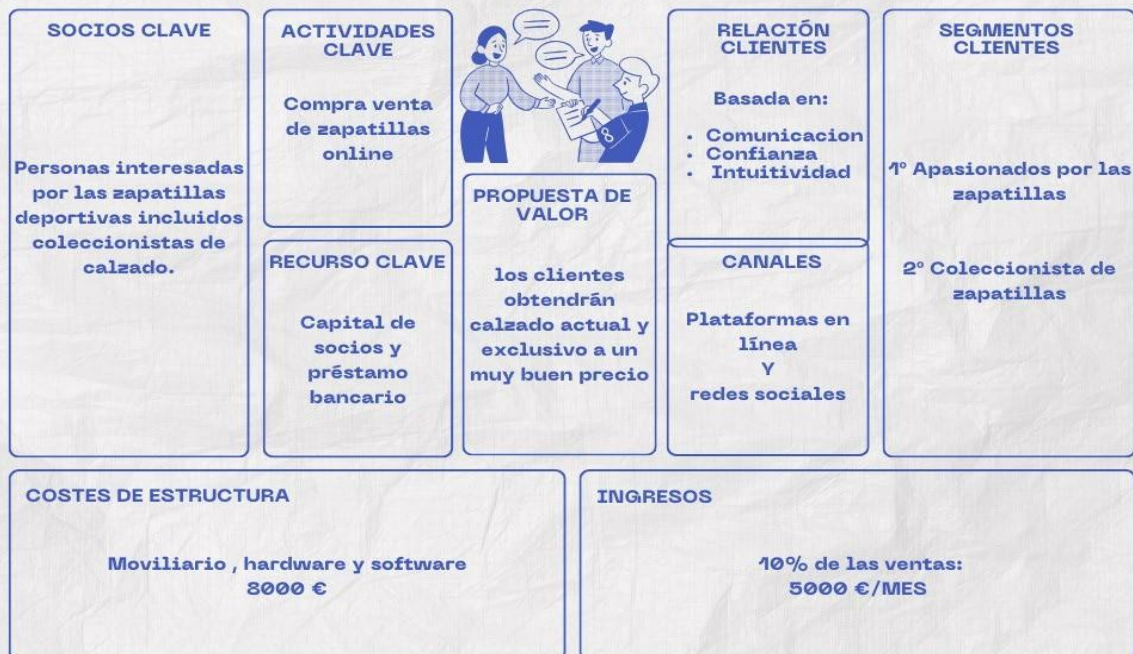 SOCIOS CLAVE
Personas interesadas
por las zapatillas
deportivas incluidos
coleccionistas de
calzado.
ACTIVIDADES
CLAVE
Compra venta
de zapatillas
online
RECURSO CLAVE
Capital de
socios y
préstamo
bancario
8
PROPUESTA DE
VALOR
los clientes
obtendrán
calzado actual y
exclusivo a un
muy buen precio
RELACIÓN
CLIENTES
Basada en:
• Comunicacion
• Confianza
• Intuitividad
CANALES
Plataformas en
línea
Y
redes sociales
SEGMENTOS
CLIENTES
1º Apasionados por las
zapatillas
2º Coleccionista de
zapatillas
COSTES DE ESTRUCTURA
Moviliario , hardware y software
8000 €
INGRESOS
10% de las ventas:
5000 €/MES